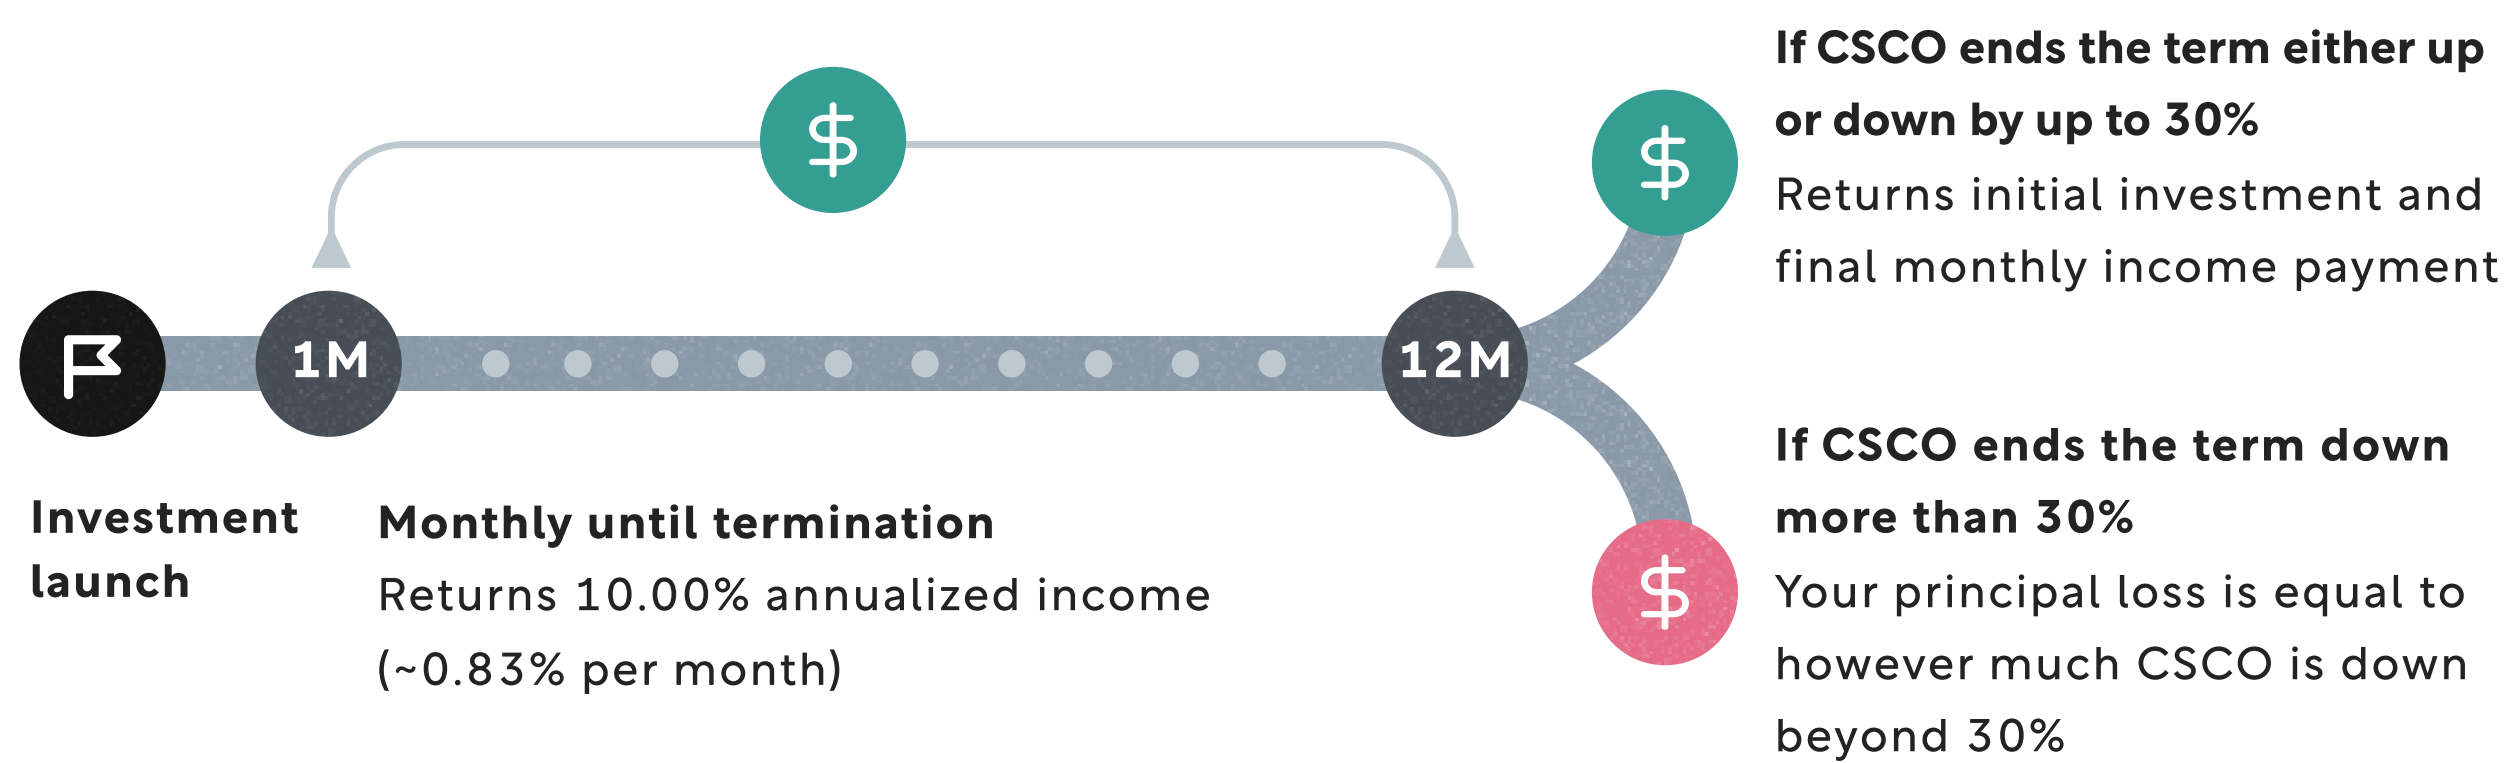 1M
12M
Investment
launch
Monthly until termination
Returns 10.00% annualized income
(~0.83% per month)
If CSCO ends the term either up
or down by up to 30%
Returns initial investment and
final monthly income payment
If CSCO ends the term down
more than 30%
Your principal loss is equal to
however much CSCO is down
beyond 30%